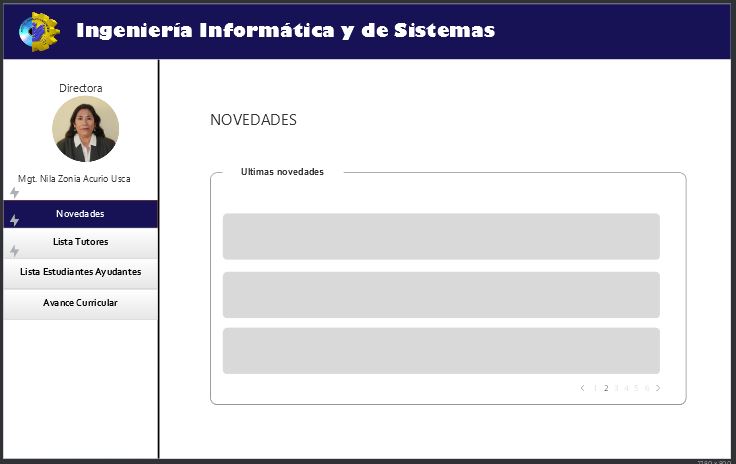 Ingeniería Informática y de Sistemas
Directora
Mgt. Nila Zonia Acurio Usca
Novedades
Lista Tutores
Lista Estudiantes Ayudantes
Avance Curricular
NOVEDADES
Ultimas novedades
< 1 2 3 4 5 6 >